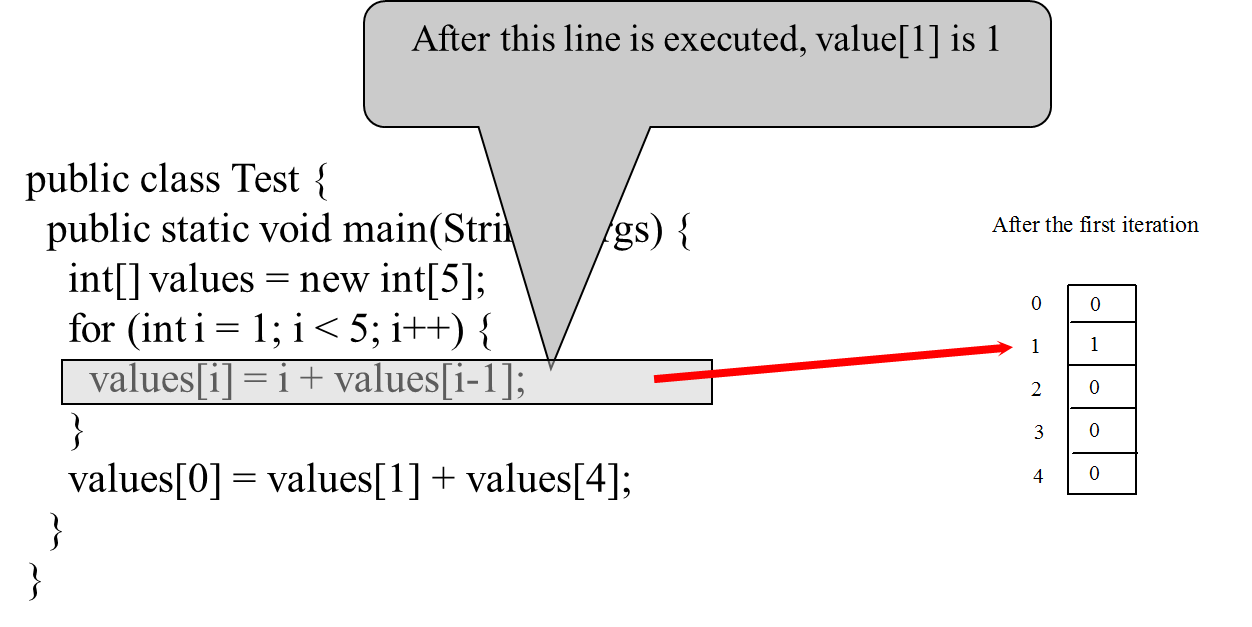 After this line is executed, value[1] is 1
public class Test {
public static void main(Stri gs) {
int[] values = new int[5];
for (int i = 1; i < 5; i++) {
values[i] = i + values[i-1];
}
values[0] = values[1] + values[4];
}
}
After the first iteration
0 0
1 1
2 0
3 0
4 0